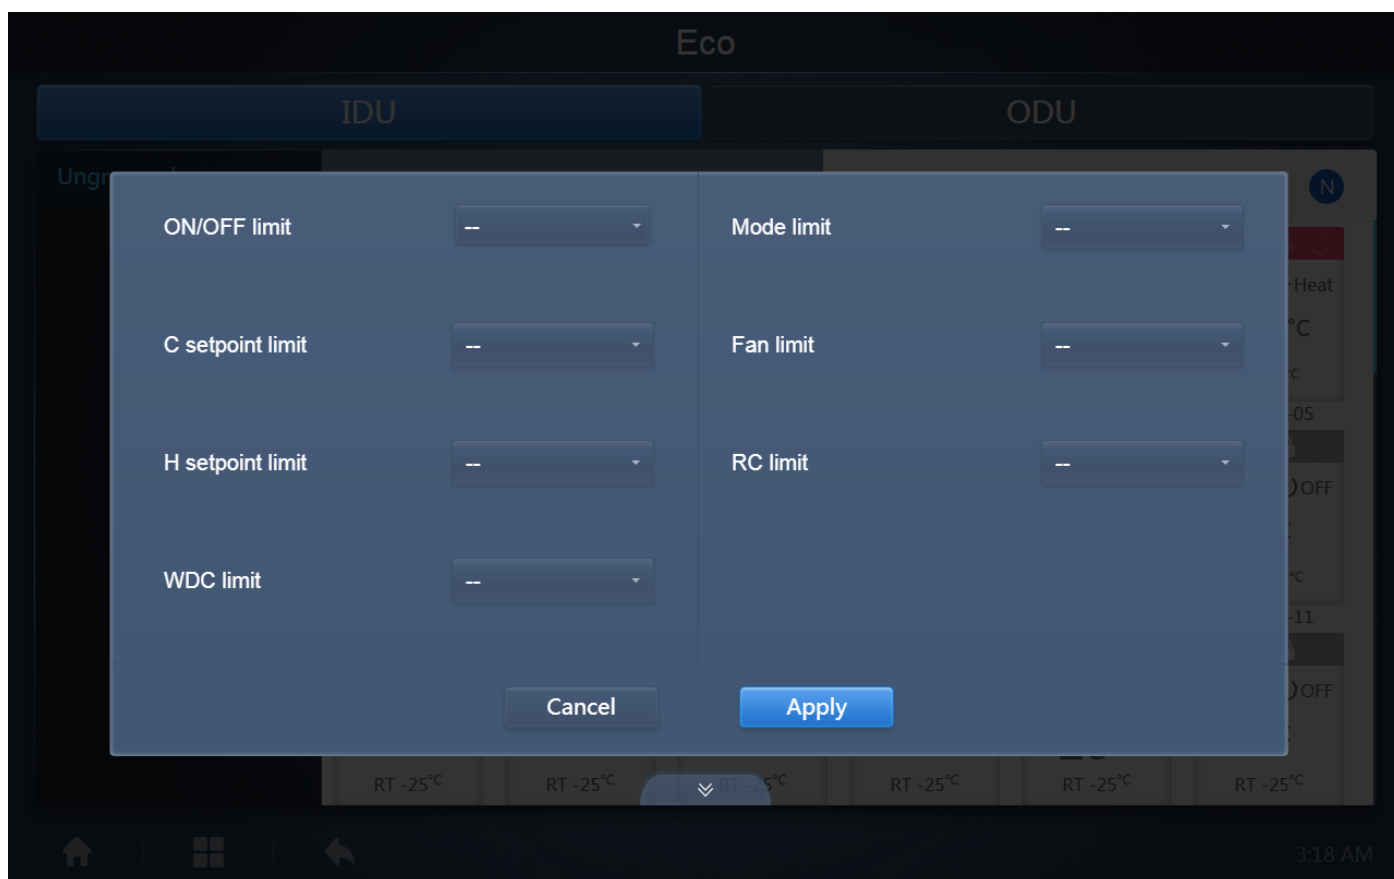 Eco
IDU ODU
N
ON/OFF limit -- Mode limit --
Heat
°C
C setpoint limit -- Fan limit --
°C
-05
H setpoint limit -- RC limit --
OFF
WDC limit --
°C
-11
Cancel Apply
OFF
RT -25°C RT -25°C RT -25°C RT -25°C RT -25°C RT -25°C
3:18 AM